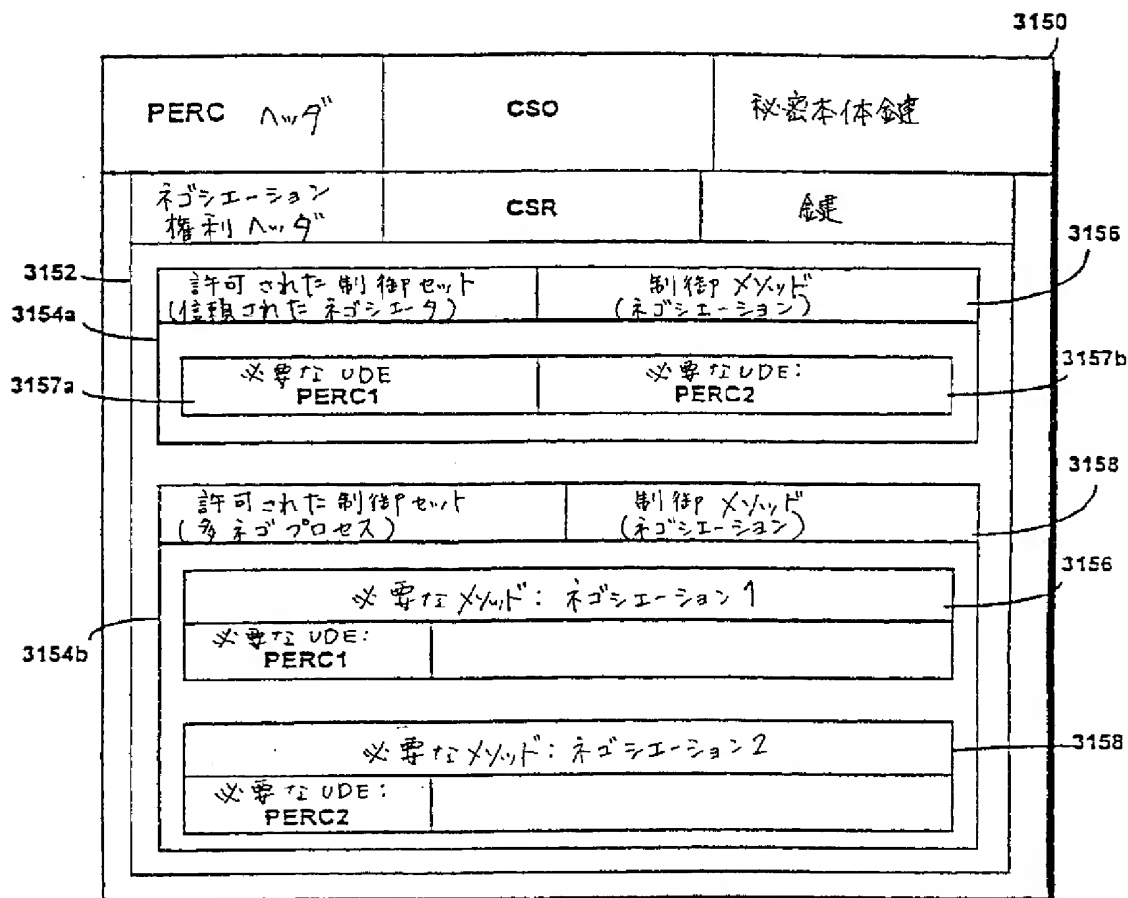 3150
PERC ヘッダ
CSO
秘密本体鍵
ネゴシエーション
権利ヘッダ
CSR
鍵
3156
3152
許可された制御セット
(信頼されたネゴシエータ)
制御メソッド
(ネゴシエーション)
3154a
3157a
必要なUDE
PERC1
必要なUDE:
PERC2
3157b
3158
許可された制御セット
(多ネゴプロセス)
制御メソッド
(ネゴシエーション)
3156
必要なメソッド: ネゴシエーション1
3154b
必要なUDE:
PERC1
必要なメソッド: ネゴシエーション2
3158
必要なUDE:
PERC2